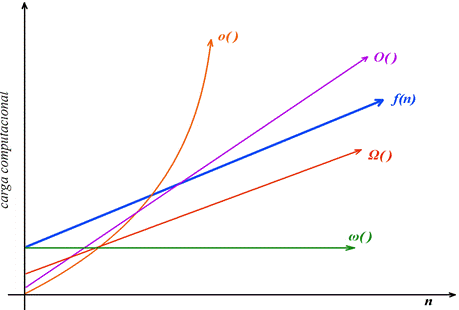 o( )
O( )
f(n)
Ω( )
ω( )
n
carga computacional